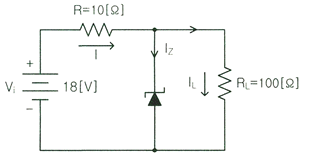 R=10[Ω]
I
I_Z
+
V_i
18[V]
−
I_L
R_L=100[Ω]